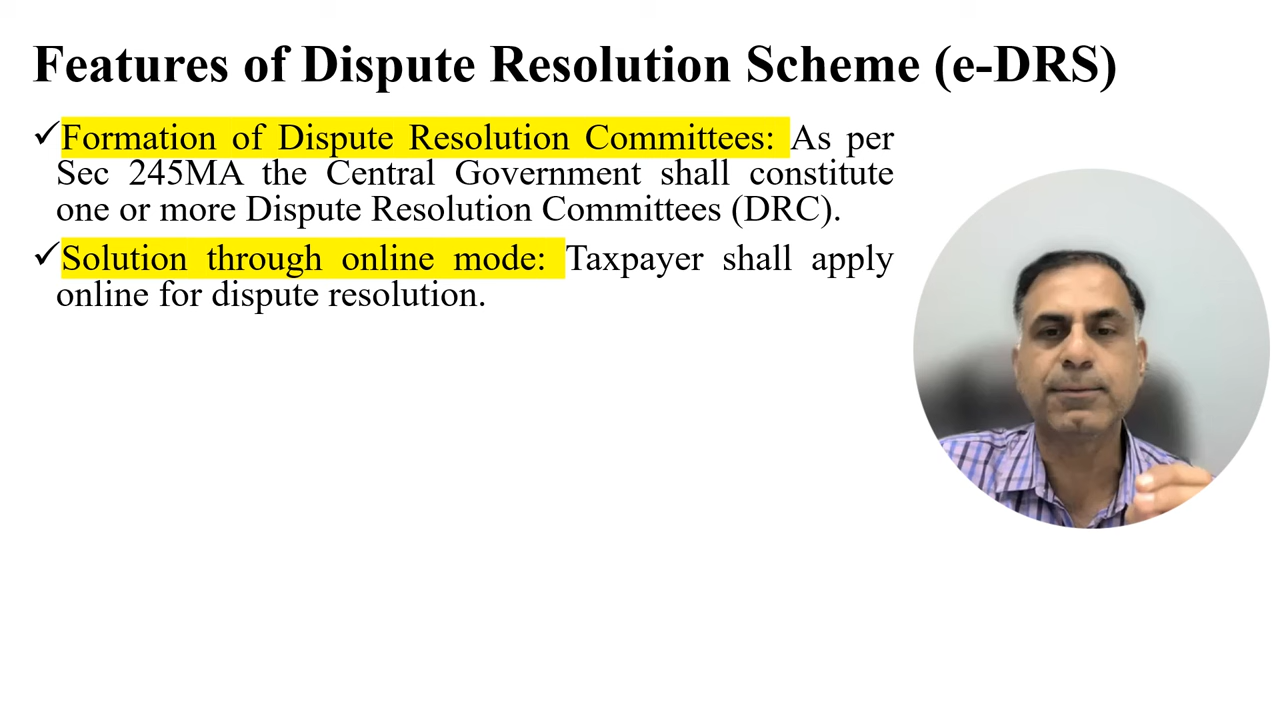 Features of Dispute Resolution Scheme (e-DRS)
✓Formation of Dispute Resolution Committees: As per
Sec 245MA the Central Government shall constitute
one or more Dispute Resolution Committees (DRC).
✓Solution through online mode: Taxpayer shall apply
online for dispute resolution.